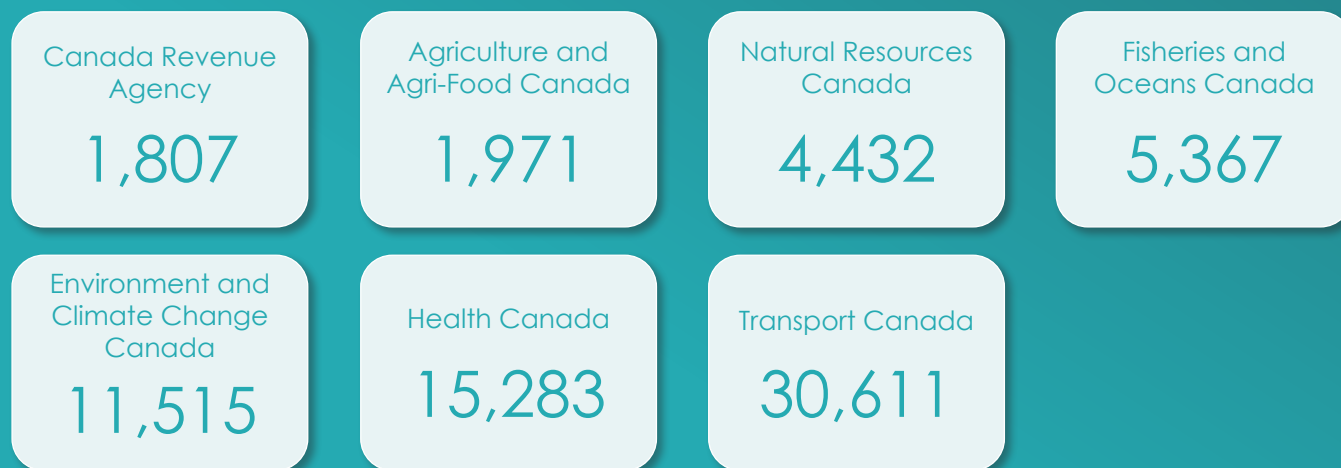 Canada Revenue
Agency
1,807
Agriculture and
Agri-Food Canada
1,971
Natural Resources
Canada
4,432
Fisheries and
Oceans Canada
5,367
Environment and
Climate Change
Canada
11,515
Health Canada
15,283
Transport Canada
30,611